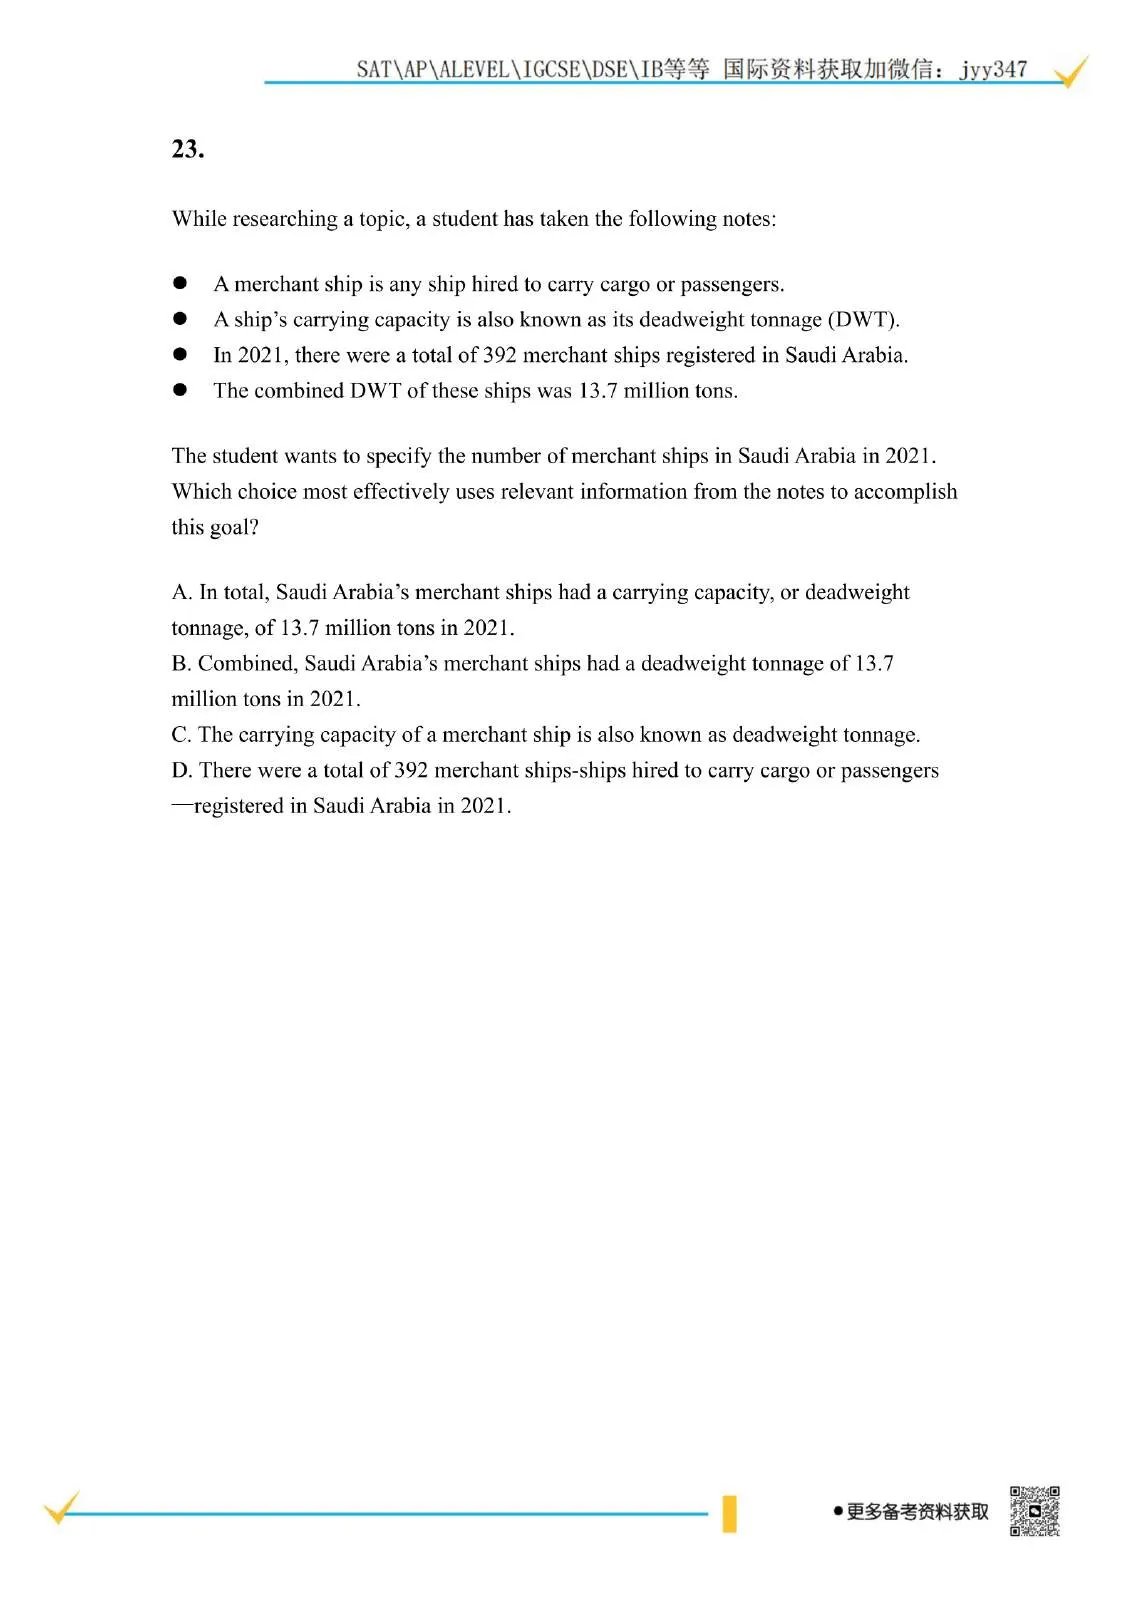 SAT\AP\ALEVEL\IGCSE\DSE\IB等等 国际资料获取加微信：jyy347
23.
While researching a topic, a student has taken the following notes:
● A merchant ship is any ship hired to carry cargo or passengers.
● A ship’s carrying capacity is also known as its deadweight tonnage (DWT).
● In 2021, there were a total of 392 merchant ships registered in Saudi Arabia.
● The combined DWT of these ships was 13.7 million tons.
The student wants to specify the number of merchant ships in Saudi Arabia in 2021.
Which choice most effectively uses relevant information from the notes to accomplish
this goal?
A. In total, Saudi Arabia’s merchant ships had a carrying capacity, or deadweight
tonnage, of 13.7 million tons in 2021.
B. Combined, Saudi Arabia’s merchant ships had a deadweight tonnage of 13.7
million tons in 2021.
C. The carrying capacity of a merchant ship is also known as deadweight tonnage.
D. There were a total of 392 merchant ships-ships hired to carry cargo or passengers
—registered in Saudi Arabia in 2021.
●更多备考资料获取